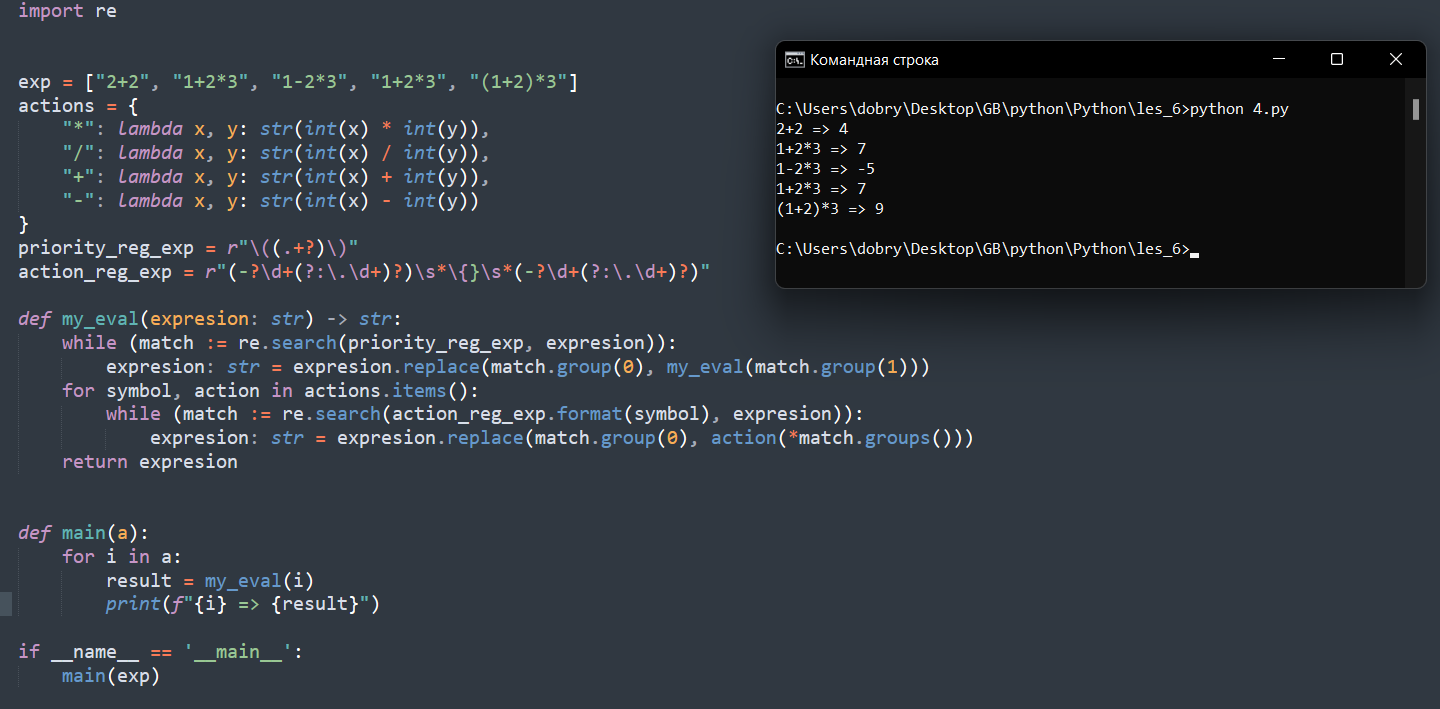 import re
exp = ["2+2", "1+2*3", "1-2*3", "1+2*3", "(1+2)*3"]
actions = {
    "*": lambda x, y: str(int(x) * int(y)),
    "/": lambda x, y: str(int(x) / int(y)),
    "+": lambda x, y: str(int(x) + int(y)),
    "-": lambda x, y: str(int(x) - int(y))
}
priority_reg_exp = r"\((.+?)\)"
action_reg_exp = r"(-?\d+(?:\.\d+)?)\s*\{}\s*(-?\d+(?:\.\d+)?)"
def my_eval(expresion: str) -> str:
    while (match := re.search(priority_reg_exp, expresion)):
        expresion: str = expresion.replace(match.group(0), my_eval(match.group(1)))
    for symbol, action in actions.items():
        while (match := re.search(action_reg_exp.format(symbol), expresion)):
            expresion: str = expresion.replace(match.group(0), action(*match.groups()))
    return expresion
def main(a):
    for i in a:
        result = my_eval(i)
        print(f"{i} => {result}")
if __name__ == '__main__':
    main(exp)
Командная строка
C:\Users\dobry\Desktop\GB\python\Python\les_6>python 4.py
2+2 => 4
1+2*3 => 7
1-2*3 => -5
1+2*3 => 7
(1+2)*3 => 9
C:\Users\dobry\Desktop\GB\python\Python\les_6>